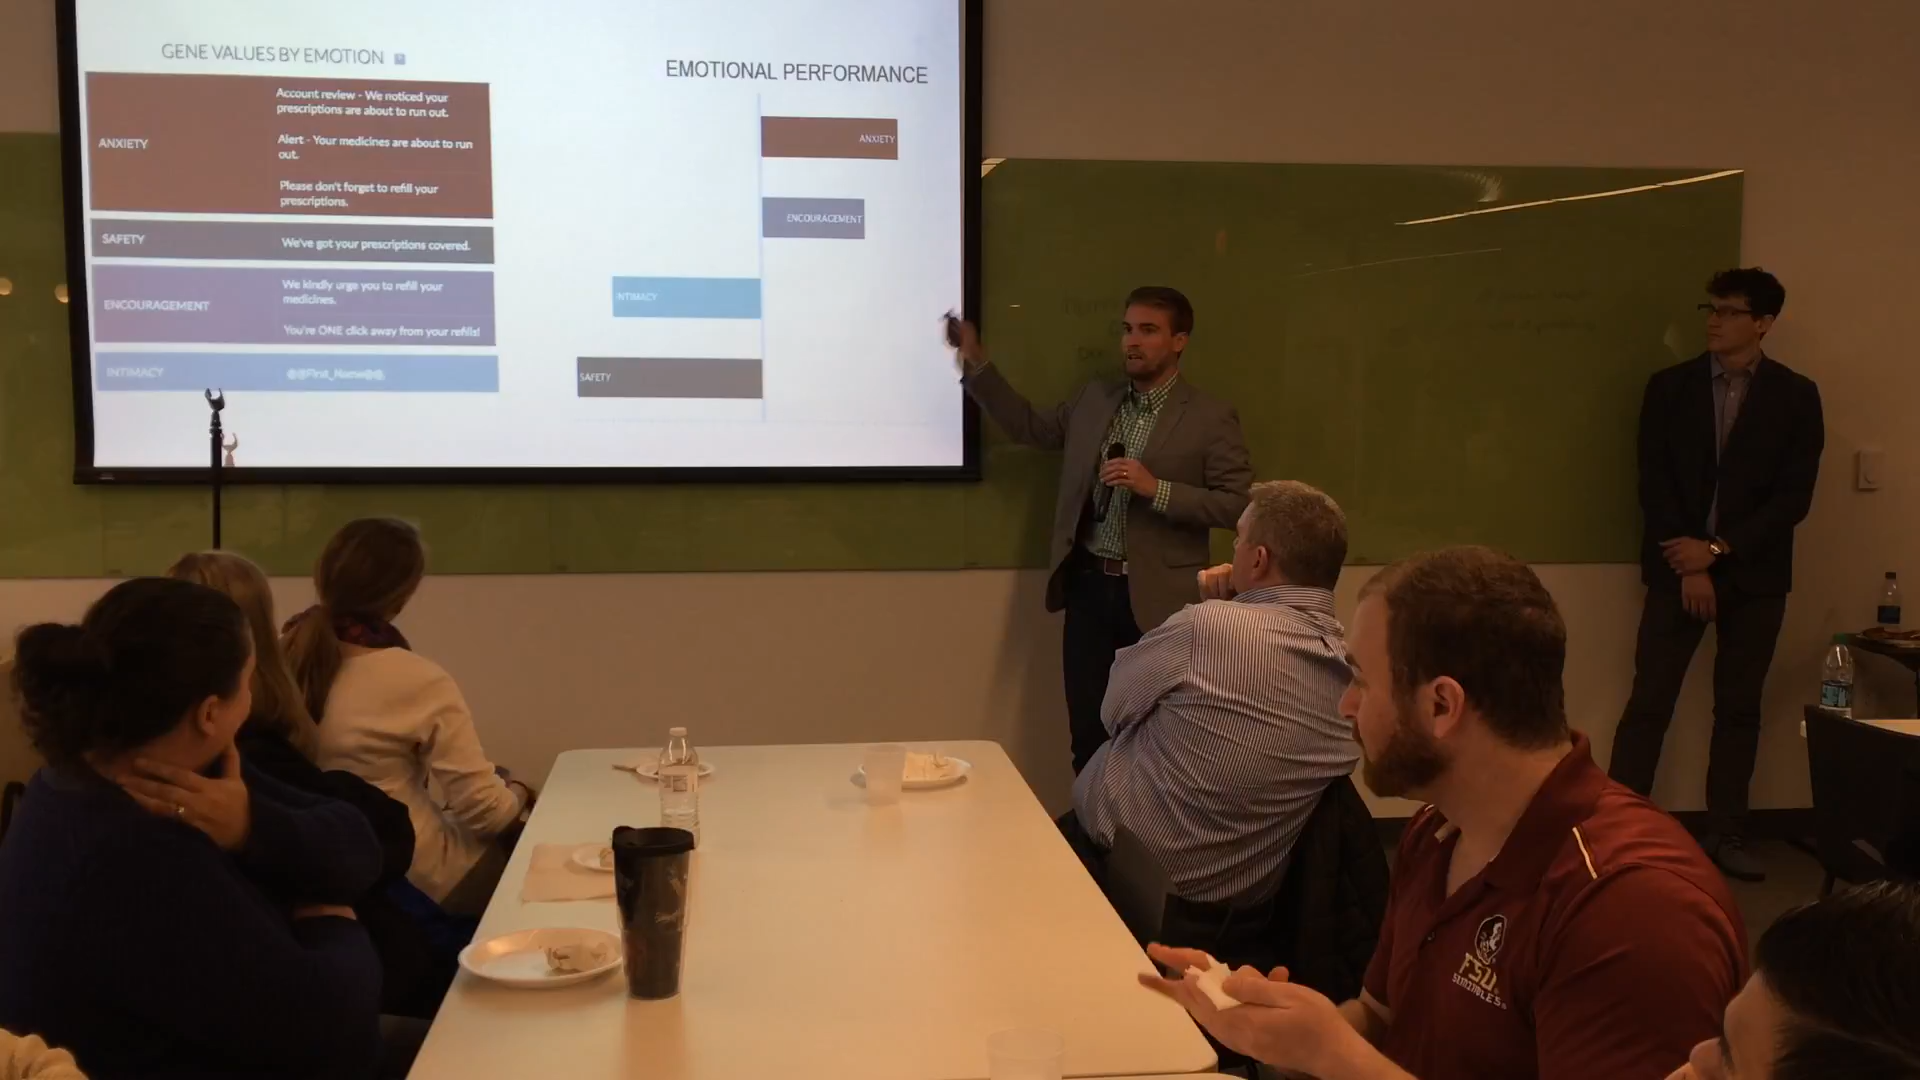 GENE VALUES BY EMOTION
ANXIETY
Account review - We noticed your
prescriptions are about to run out.
Alert - Your medicines are about to run
out.
Please don't forget to refill your
prescriptions.
SAFETY
We've got your prescriptions covered.
ENCOURAGEMENT
We kindly urge you to refill your
medicines.
You're ONE click away from your refills!
INTIMACY
@@First_Name@@,
EMOTIONAL PERFORMANCE
ANXIETY
ENCOURAGEMENT
INTIMACY
SAFETY
FSU
SEMINOLES